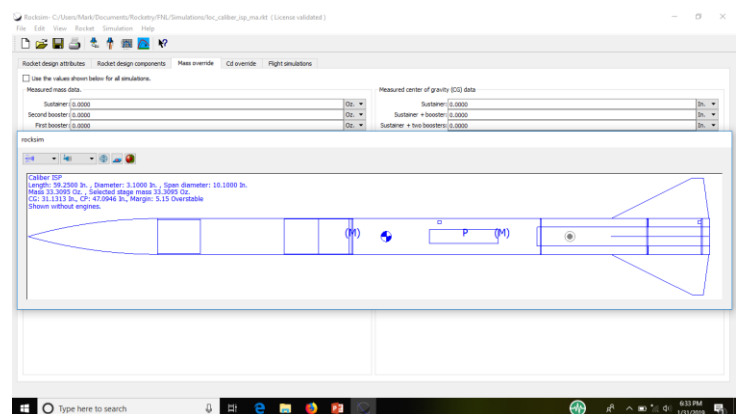 Rocksim- C:/Users/Mark/Documents/Rocketry/FNL/Simulations/loc_caliber_isp_ma.rkt ( License validated )
File Edit View Rocket Simulation Help
Rocket design attributes Rocket design components Mass override Cd override Flight simulations
Use the values shown below for all simulations.
Measured mass data. Measured center of gravity (CG) data
Sustainer: 0.0000 Oz. Sustainer: 0.0000 In.
Second booster: 0.0000 Oz. Sustainer + booster: 0.0000 In.
First booster: 0.0000 Oz. Sustainer + two boosters: 0.0000 In.
rocksim
Caliber ISP
Length: 59.2500 In. , Diameter: 3.1000 In. , Span diameter: 10.1000 In.
Mass 33.3095 Oz. , Selected stage mass 33.3095 Oz.
CG: 31.1313 In., CP: 47.0946 In., Margin: 5.15 Overstable
Shown without engines.
(M) P (M)
Type here to search
6:33 PM
1/31/2019